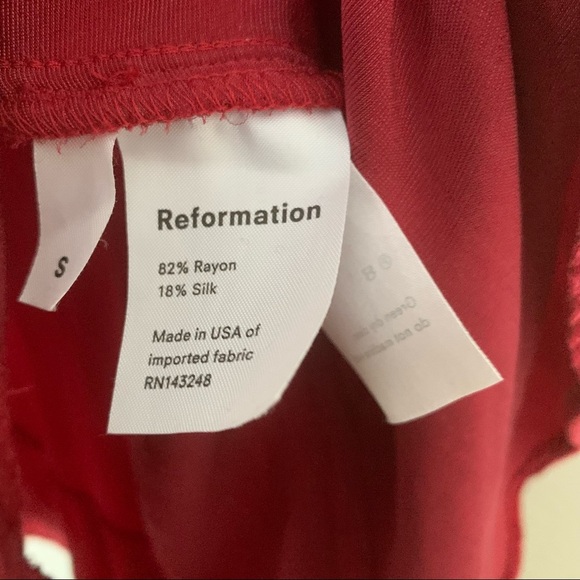 S
Reformation
82% Rayon
18% Silk
Made in USA of
imported fabric
RN143248